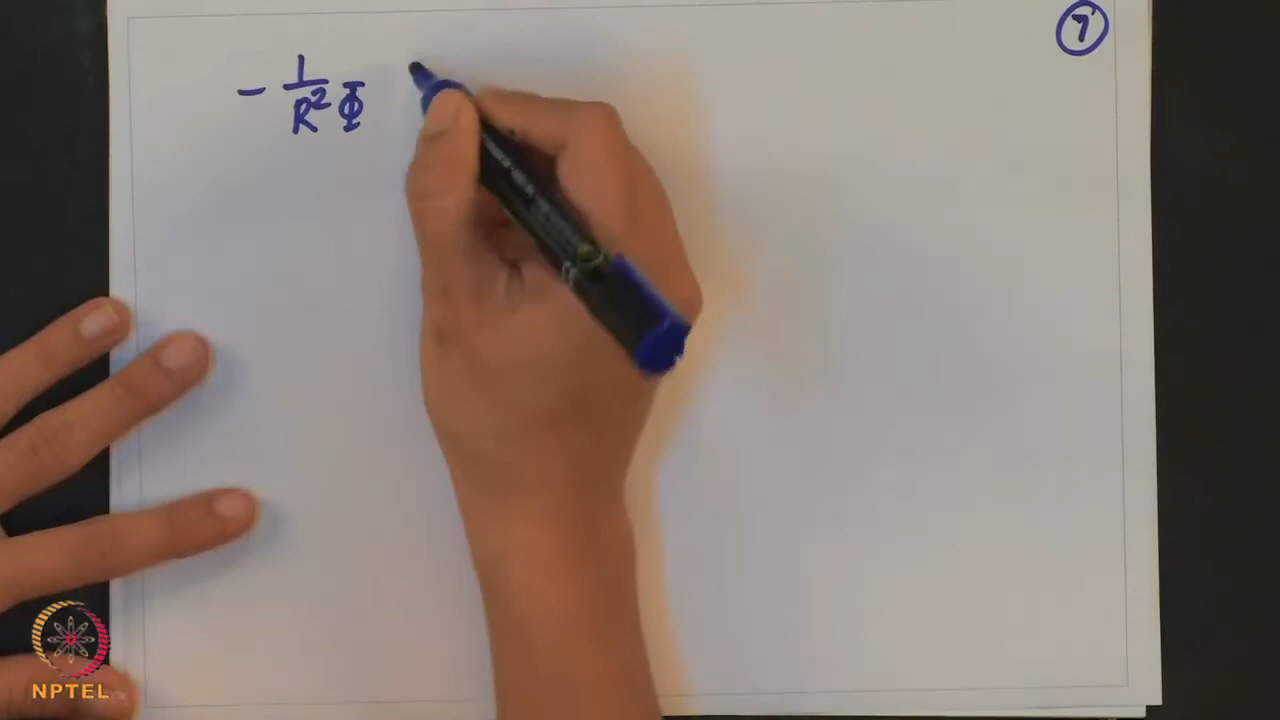 ⑦
- 1/R² Φ
NPTEL